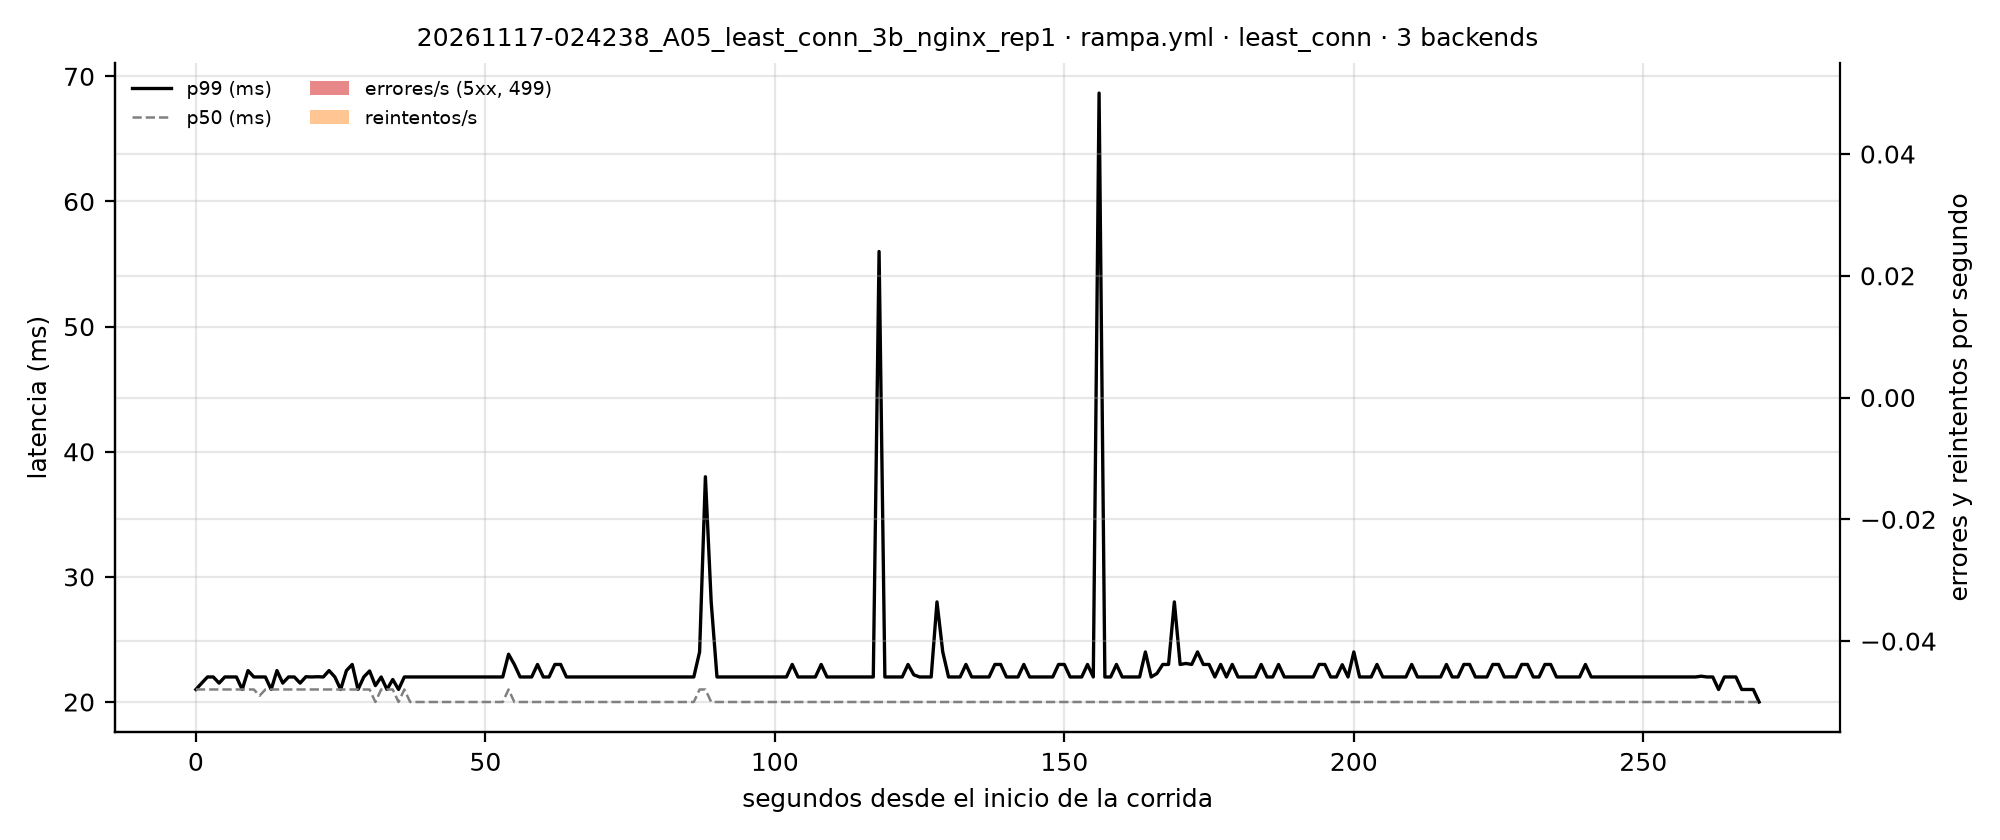 20261117-024238_A05_least_conn_3b_nginx_rep1 · rampa.yml · least_conn · 3 backends
p99 (ms)
p50 (ms)
errores/s (5xx, 499)
reintentos/s
latencia (ms)
70
60
50
40
30
20
0
50
100
150
200
250
segundos desde el inicio de la corrida
0.04
0.02
0.00
−0.02
−0.04
errores y reintentos por segundo